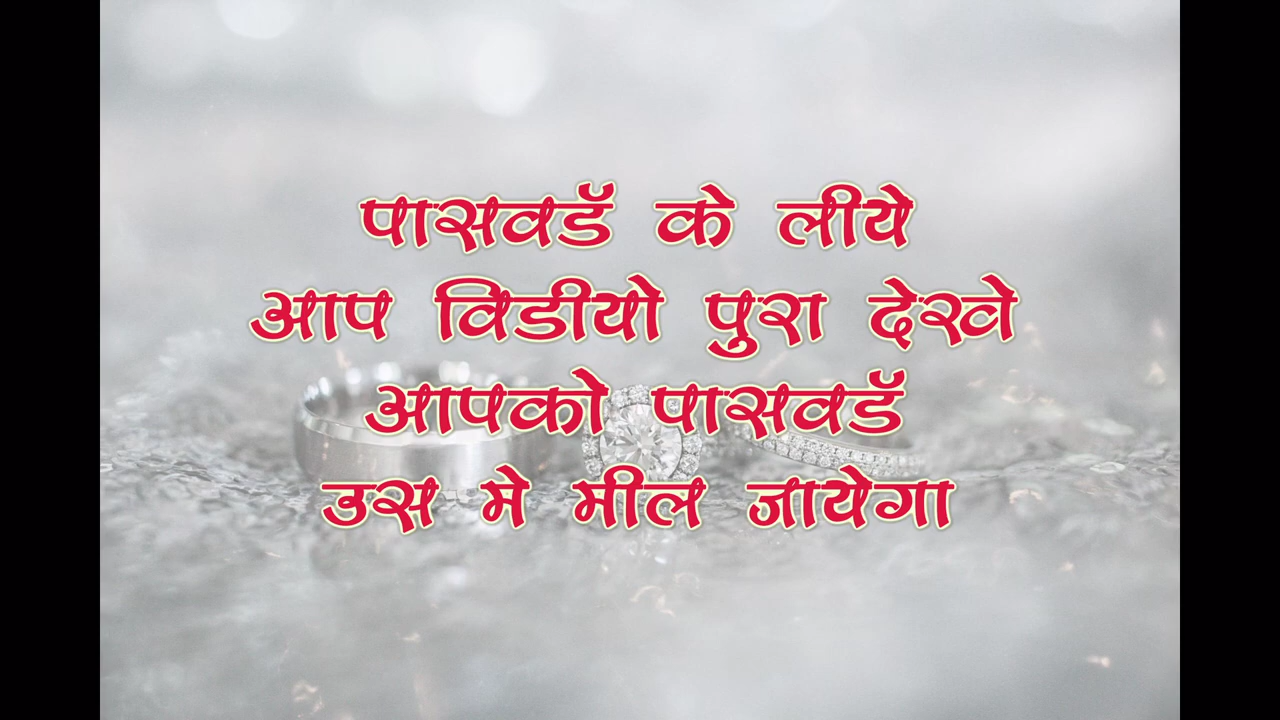 पासवर्डॅ के लीये
आप विडीयो पुरा देखे
आपको पासवर्डॅ
उस मे मील जायेगा